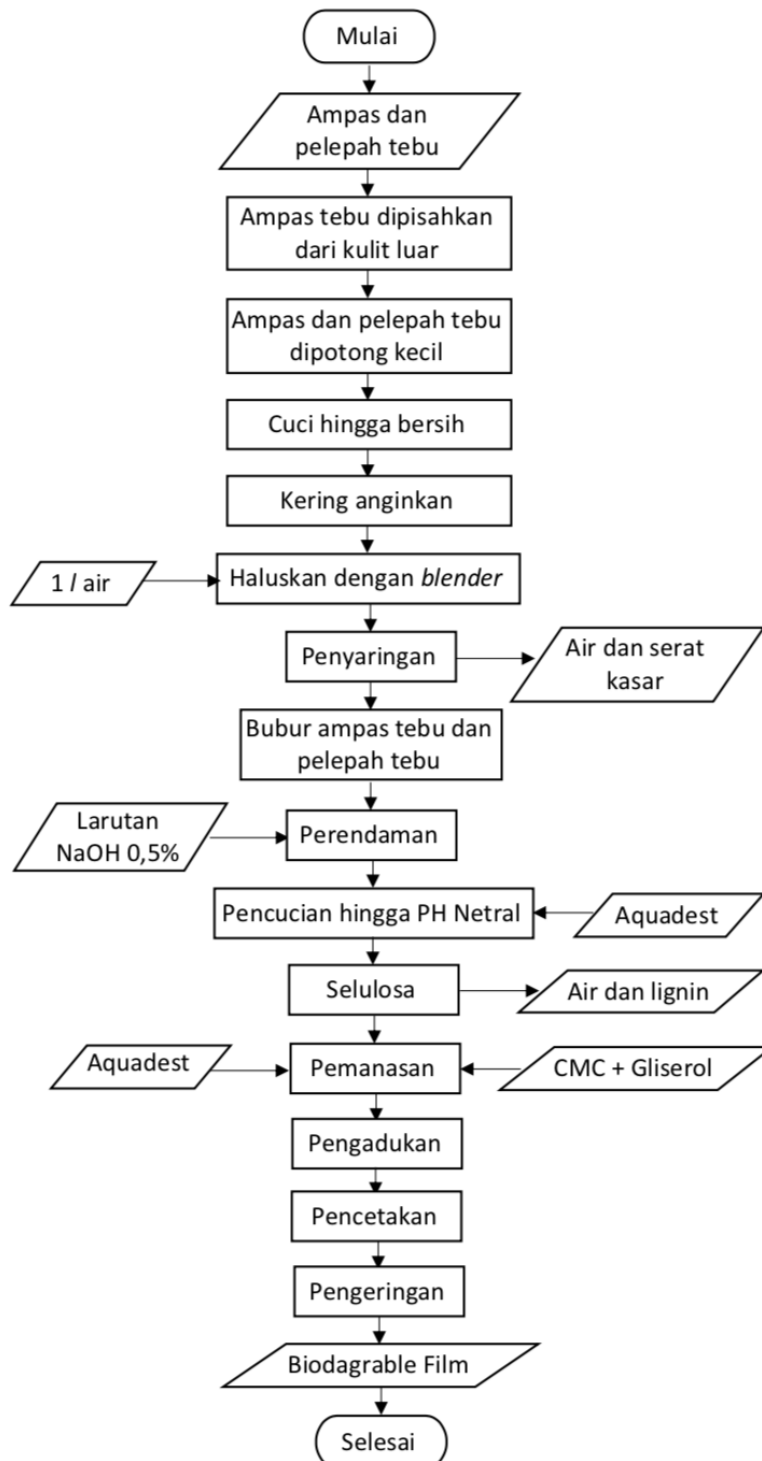 Mulai
Ampas dan
pelepah tebu
Ampas tebu dipisahkan
dari kulit luar
Ampas dan pelepah tebu
dipotong kecil
Cuci hingga bersih
Kering anginkan
1 l air
Haluskan dengan blender
Penyaringan
Air dan serat
kasar
Bubur ampas tebu dan
pelepah tebu
Larutan
NaOH 0,5%
Perendaman
Pencucian hingga PH Netral
Aquadest
Selulosa
Air dan lignin
Aquadest
Pemanasan
CMC + Gliserol
Pengadukan
Pencetakan
Pengeringan
Biodagrable Film
Selesai